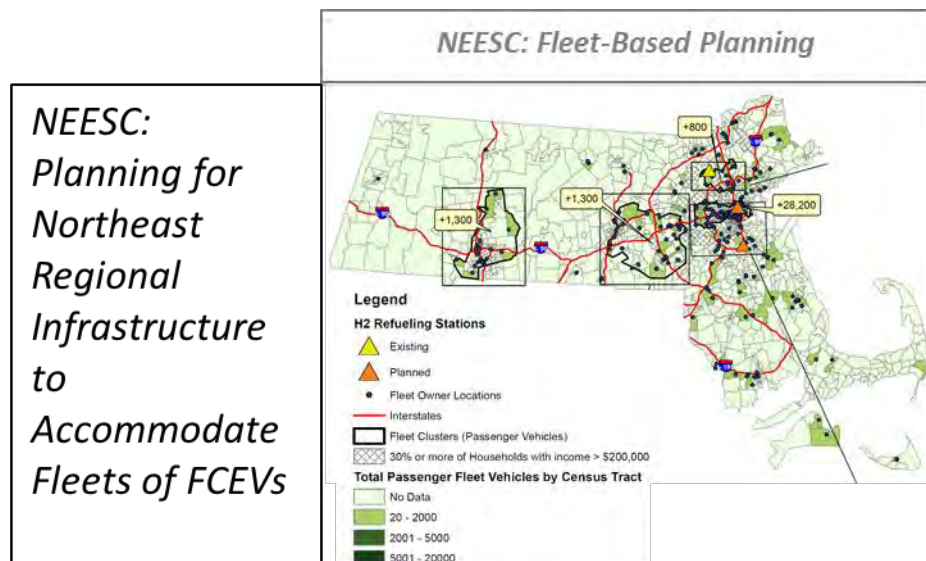 NEESC: Fleet-Based Planning
NEESC:
Planning for
Northeast
Regional
Infrastructure
to
Accommodate
Fleets of FCEVs
+800
+1,300
+1,300
+28,200
Legend
H2 Refueling Stations
Existing
Planned
Fleet Owner Locations
Interstates
Fleet Clusters (Passenger Vehicles)
30% or more of Households with income > $200,000
Total Passenger Fleet Vehicles by Census Tract
No Data
20 - 2000
2001 - 5000
5001 - 20000